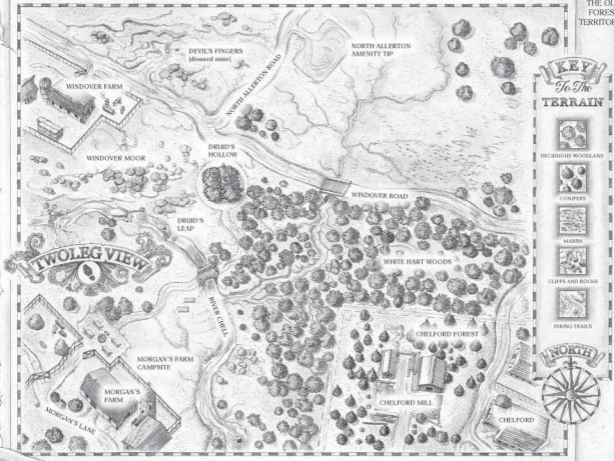 THE OL
FORES
TERRITOR
DEVIL'S FINGERS
[disused mine]
NORTH ALLERTON
AMENITY TIP
NORTH ALLERTON ROAD
WINDOVER FARM
WINDOVER MOOR
DRUID'S
HOLLOW
WINDOVER ROAD
DRUID'S
LEAP
TWOLEG VIEW
WHITE HART WOODS
RIVER CHELL
CHELFORD FOREST
MORGAN'S FARM
CAMPSITE
MORGAN'S
FARM
CHELFORD MILL
MORGAN'S LANE
CHELFORD
KEY
To The
TERRAIN
DECIDUOUS WOODLAND
CONIFERS
MARSH
CLIFFS AND ROCKS
HIKING TRAILS
NORTH